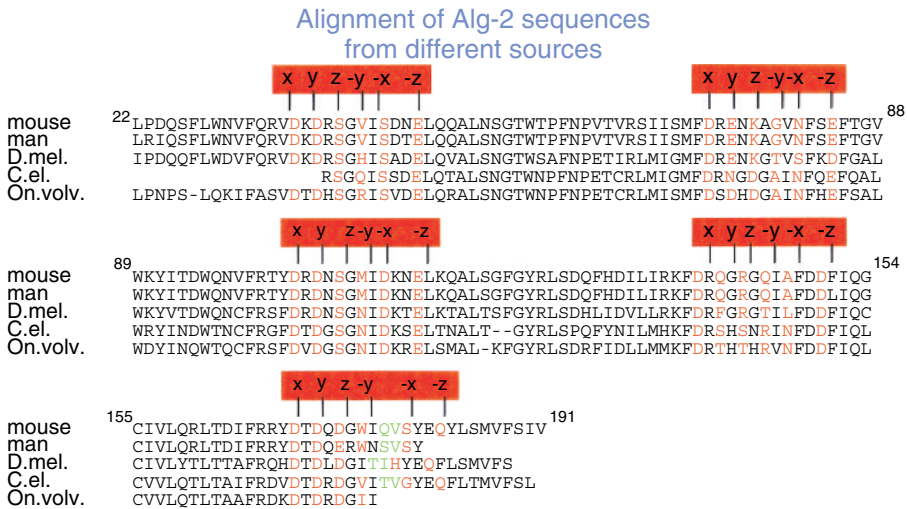 Alignment of Alg-2 sequences
from different sources
x y z -y -x -z x y z -y -x -z
mouse 22 LPDQSFLWNVFQRVDKDRSGVISDNELQQALSNGTWTPFNPVTVRSIISMFDRENKAGVNFSEFTGV 88
man LRIQSFLWNVFQRVDKDRSGVISDTELQQALSNGTWTPFNPVTVRSIISMFDRENKAGVNFSEFTGV
D.mel. IPDQQFLWDVFQRVDKDRSGHISADELQVALSNGTWSAFNPETIRLMIGMFDRENKGTVSFKDFGAL
C.el. RSGQISSDELQTALSNGTWNPFNPETCRLMIGMFDRNGDGAINFQEFQAL
On.volv. LPNPS-LQKIFASVDTDHSGRISVDELQRALSNGTWNPFNPETCRLMIGMFDSDHDGAINFHEFSAL
x y z -y -x -z x y z -y -x -z
mouse 89 WKYITDWQNVFRTYDRDNSGMIDKNELKQALSGFGYRLSDQFHDILIRKFDRQGRGQIAFDDFIQG 154
man WKYITDWQNVFRTYDRDNSGMIDKNELKQALSGFGYRLSDQFHDILIRKFDRQGRGQIAFDDLIQG
D.mel. WKYVTDWQNCFRSFDRDNSGNIDKTELKTALTSFGYRLSDHLIDVLLRKFDRFGRGTILFDDFIQC
C.el. WRYINDWTNCFRGFDTDGSGNIDKSELTNALT--GYRLSPQFYNILMHKFDRSHSNRINFDDFIQL
On.volv. WDYINQWTQCFRSFDVDGSGNIDKRELSMAL-KFGYRLSDRFIDLLMMKFDRTHTHRVNFDDFIQL
x y z -y -x -z
mouse 155 CIVLQRLTDIFRRYDTDQDGWIQVSYEQYLSMVFSIV 191
man CIVLQRLTDIFRRYDTDQERWNSVSY
D.mel. CIVLYTLTTAFRQHDTDLDGITTIHYEQFLSMVFS
C.el. CVVLQTLTAIFRDVDTDRDGVITVGYEQFLTMVFSL
On.volv. CVVLQTLTAAFRDKDTDRDGII